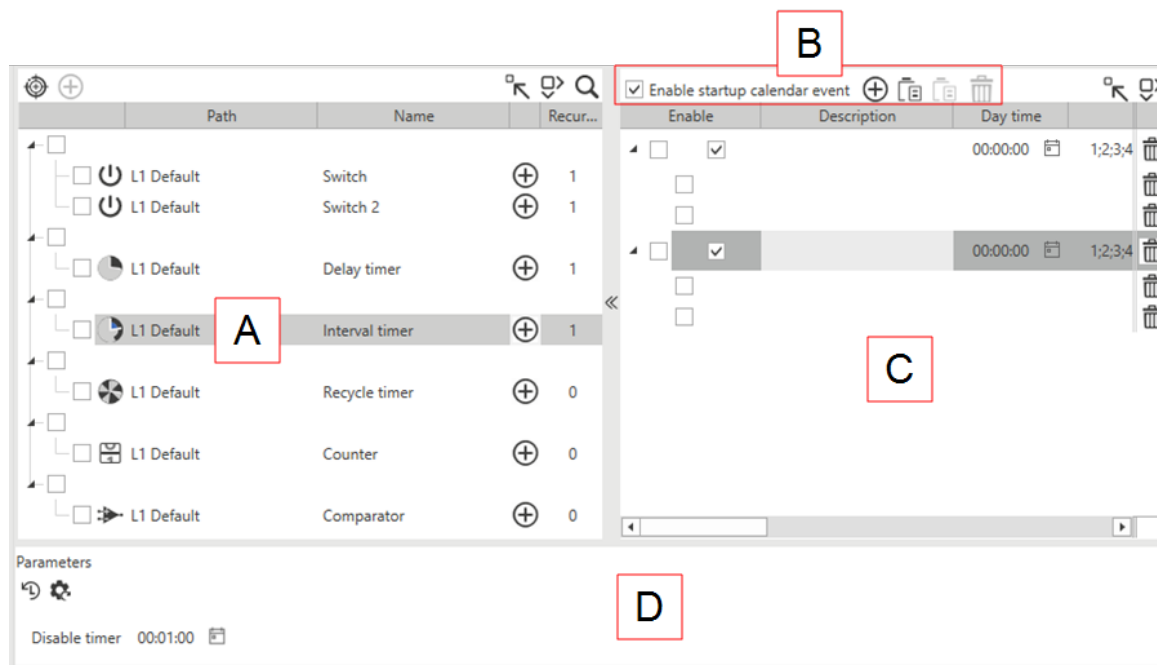 B
Enable startup calendar event
Path Name Recur...
Enable Description Day time
00:00:00 1;2;3;4
L1 Default Switch 1
L1 Default Switch 2 1
00:00:00 1;2;3;4
L1 Default Delay timer 1
A
L1 Default Interval timer 1
C
L1 Default Recycle timer 0
L1 Default Counter 0
L1 Default Comparator 0
Parameters
D
Disable timer 00:01:00